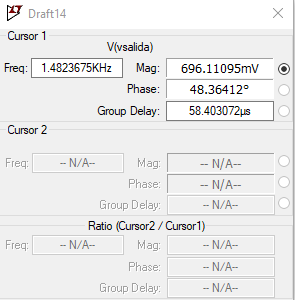 Draft14
Cursor 1
V(vsalida)
Freq: 1.4823675KHz Mag: 696.11095mV
Phase: 48.36412°
Group Delay: 58.403072µs
Cursor 2
Freq: -- N/A-- Mag: -- N/A--
Phase: -- N/A--
Group Delay: -- N/A--
Ratio (Cursor2 / Cursor1)
Freq: -- N/A-- Mag: -- N/A--
Phase: -- N/A--
Group Delay: -- N/A--